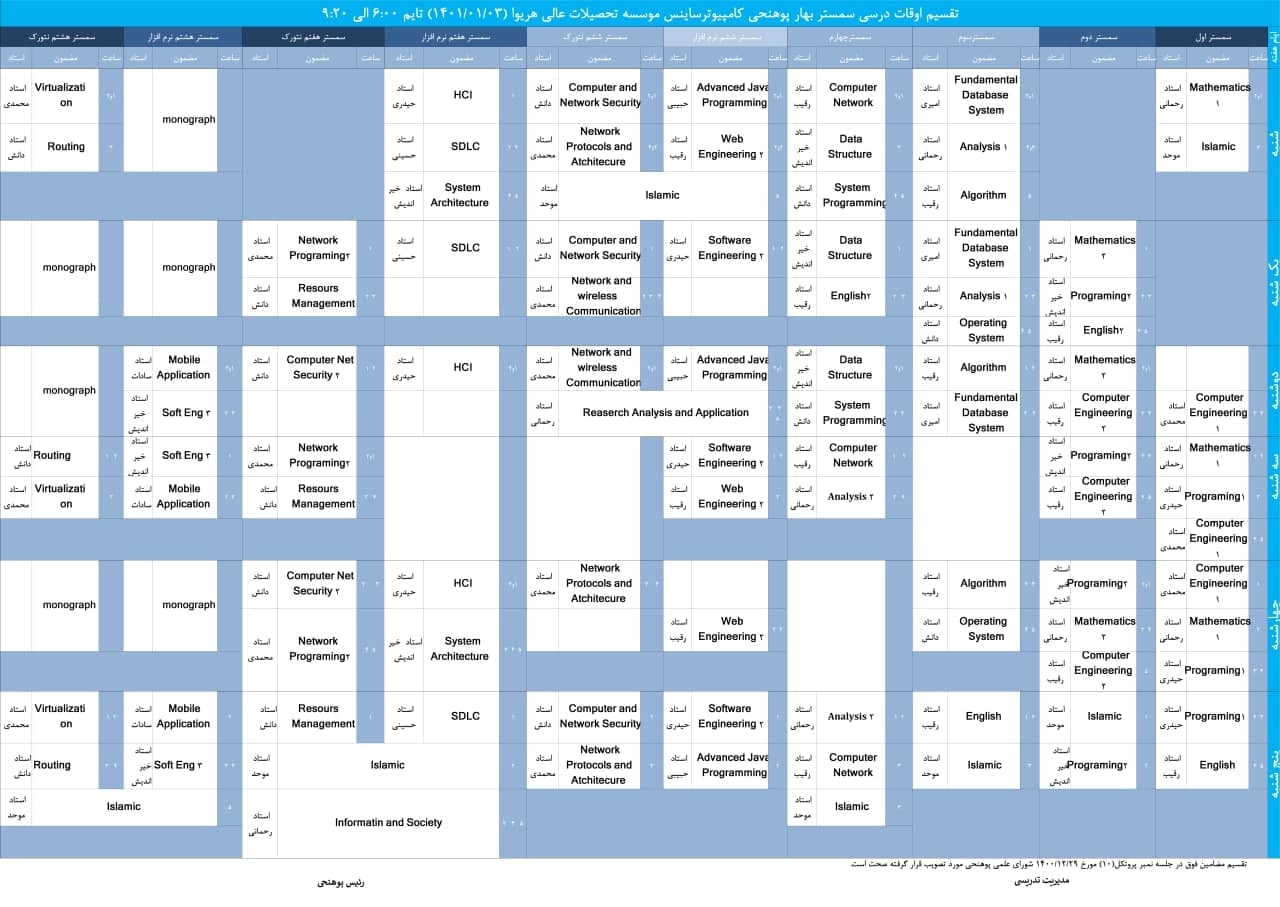 تقسیم اوقات درسی سمستر بهار پوهنحی کامپیوترساینس موسسه تحصیلات عالی هریوا (۱۴۰۱/۰۱/۰۳) تایم ۶:۰۰ الی ۹:۲۰
ایام هفته سمستر اول سمستر دوم سمسترسوم سمسترچهارم سمستر ششم نرم افزار سمستر ششم نتورک سمستر هفتم نرم افزار سمستر هفتم نتورک سمستر هشتم نرم افزار سمستر هشتم نتورک
ساعت مضمون استاد ساعت مضمون استاد ساعت مضمون استاد ساعت مضمون استاد ساعت مضمون استاد ساعت مضمون استاد ساعت مضمون استاد ساعت مضمون استاد ساعت مضمون استاد ساعت مضمون استاد
شنبه
Mathematics ۱ استاد رحمانی
Fundamental Database System استاد امیری
Computer Network استاد رقیب
Advanced Java Programming استاد حبیبی
Computer and Network Security استاد دانش
HCI استاد حیدری
monograph
Virtualization استاد محمدی
Islamic استاد موحد
Analysis ۱ استاد رحمانی
Data Structure استاد خیر اندیش
Web Engineering ۲ استاد رقیب
Network Protocols and Atchitecure استاد محمدی
SDLC استاد حسینی
Routing استاد دانش
Algorithm استاد رقیب
System Programming استاد دانش
Islamic استاد موحد
System Architecture استاد خیر اندیش
یک شنبه
Mathematics ۲ استاد رحمانی
Fundamental Database System استاد امیری
Data Structure استاد خیر اندیش
Software Engineering ۲ استاد حیدری
Computer and Network Security استاد دانش
SDLC استاد حسینی
Network Programing۲ استاد محمدی
monograph
monograph
Programing۲ استاد خیر اندیش
Analysis ۱ استاد رحمانی
English۲ استاد رقیب
Network and wireless Communication استاد محمدی
Resours Management استاد دانش
English۲ استاد رقیب
Operating System استاد دانش
دوشنبه
Mathematics ۲ استاد رحمانی
Algorithm استاد رقیب
Data Structure استاد خیر اندیش
Advanced Java Programming استاد حبیبی
Network and wireless Communication استاد محمدی
HCI استاد حیدری
Computer Net Security ۲ استاد دانش
Mobile Application استاد سادات
monograph
Computer Engineering ۱ استاد محمدی
Computer Engineering ۲ استاد رقیب
Fundamental Database System استاد امیری
System Programming استاد دانش
Reaserch Analysis and Application استاد رحمانی
Soft Eng ۳ استاد خیر اندیش
سه شنبه
Mathematics ۱ استاد رحمانی
Programing۲ استاد خیر اندیش
Computer Network استاد رقیب
Software Engineering ۲ استاد حیدری
Network Programing۲ استاد محمدی
Soft Eng ۳ استاد خیر اندیش
Routing استاد دانش
Programing۱ استاد حیدری
Computer Engineering ۲ استاد رقیب
Analysis ۲ استاد رحمانی
Web Engineering ۲ استاد رقیب
Resours Management استاد دانش
Mobile Application استاد سادات
Virtualization استاد محمدی
Computer Engineering ۱ استاد محمدی
چهارشنبه
Computer Engineering ۱ استاد محمدی
Programing۲ استاد خیر اندیش
Algorithm استاد رقیب
Network Protocols and Atchitecure استاد محمدی
HCI استاد حیدری
Computer Net Security ۲ استاد دانش
monograph
monograph
Mathematics ۱ استاد رحمانی
Mathematics ۲ استاد رحمانی
Operating System استاد دانش
Web Engineering ۲ استاد رقیب
System Architecture استاد خیر اندیش
Network Programing۲ استاد محمدی
Programing۱ استاد حیدری
Computer Engineering ۲ استاد رقیب
پنج شنبه
Programing۱ استاد حیدری
Islamic استاد موحد
English استاد رقیب
Analysis ۲ استاد رحمانی
Software Engineering ۲ استاد حیدری
Computer and Network Security استاد دانش
SDLC استاد حسینی
Resours Management استاد دانش
Mobile Application استاد سادات
Virtualization استاد محمدی
English استاد رقیب
Programing۲ استاد خیر اندیش
Islamic استاد موحد
Computer Network استاد رقیب
Advanced Java Programming استاد حبیبی
Network Protocols and Atchitecure استاد محمدی
Islamic استاد موحد
Soft Eng ۳ استاد خیر اندیش
Routing استاد دانش
Islamic استاد موحد
Informatin and Society استاد رحمانی
Islamic استاد موحد
تقسیم مضامین فوق در جلسه نمبر پروتکل(۱۰) مورخ ۱۴۰۰/۱۲/۲۹ شورای علمی پوهنحی مورد تصویب قرار گرفته صحت است.
مدیریت تدریسی رئیس پوهنحی